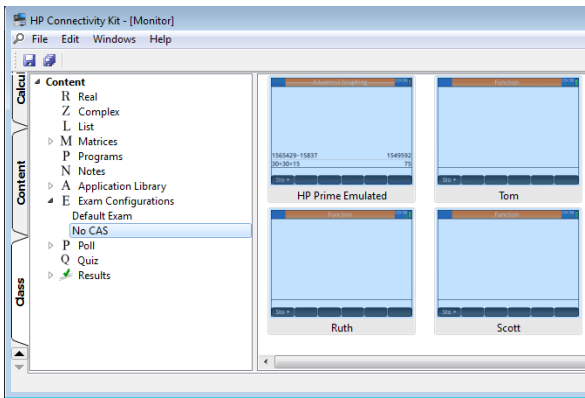 HP Connectivity Kit - [Monitor]
File Edit Windows Help
Calcul
Content
Class
Content
R Real
Z Complex
L List
M Matrices
P Programs
N Notes
A Application Library
E Exam Configurations
Default Exam
No CAS
P Poll
Q Quiz
Results
Advanced Graphing
1565429-15837 1549592
30+30+15 75
Sto
HP Prime Emulated
Function
Tom
Function
Sto
Ruth
Function
Sto
Scott